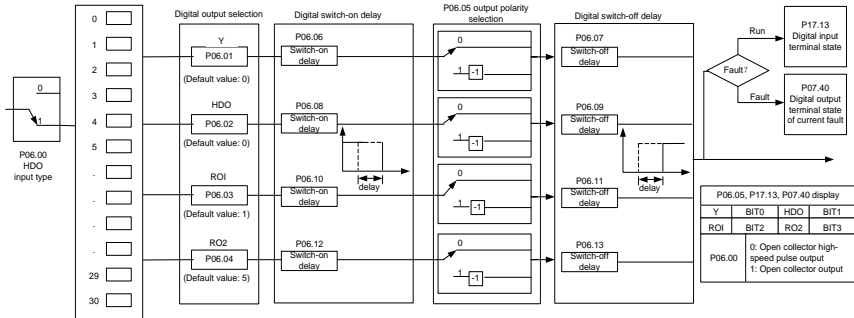 Digital output selection
Digital switch-on delay
P06.05 output polarity
selection
Digital switch-off delay
0
1
P06.00
HDO
input type
0
1
2
3
4
5
.
.
.
.
29
30
Y
P06.01
(Default value: 0)
HDO
P06.02
(Default value: 0)
ROI
P06.03
(Default value: 1)
RO2
P06.04
(Default value: 5)
P06.06
Switch-on
delay
P06.08
Switch-on
delay
delay
P06.10
Switch-on
delay
P06.12
Switch-on
delay
0
1
-1
0
1
-1
0
1
-1
0
1
-1
P06.07
Switch-off
delay
P06.09
Switch-off
delay
delay
P06.11
Switch-off
delay
P06.13
Switch-off
delay
Run
Fault?
Fault
P17.13
Digital input
terminal state
P07.40
Digital output
terminal state
of current fault
P06.05, P17.13, P07.40 display
Y BIT0 HDO BIT1
ROI BIT2 RO2 BIT3
P06.00
0: Open collector high-
speed pulse output
1: Open collector output